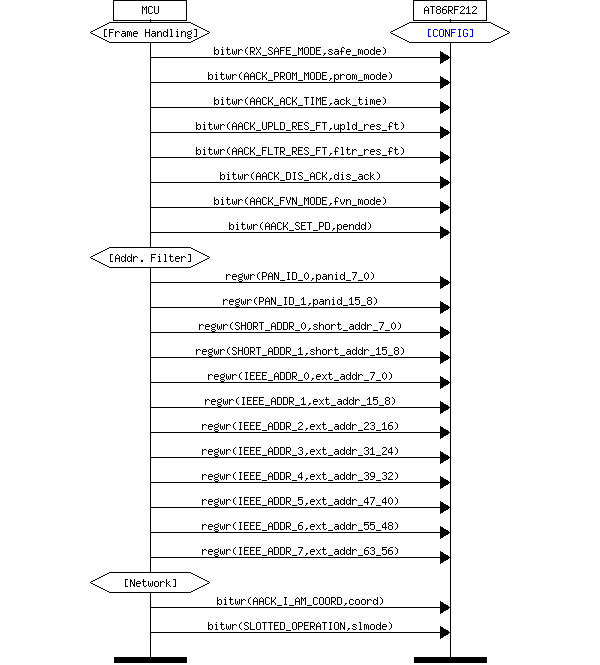 MCU AT86RF212
[Frame Handling] [CONFIG]
bitwr(RX_SAFE_MODE,safe_mode)
bitwr(AACK_PROM_MODE,prom_mode)
bitwr(AACK_ACK_TIME,ack_time)
bitwr(AACK_UPLD_RES_FT,upld_res_ft)
bitwr(AACK_FLTR_RES_FT,fltr_res_ft)
bitwr(AACK_DIS_ACK,dis_ack)
bitwr(AACK_FVN_MODE,fvn_mode)
bitwr(AACK_SET_PD,pendd)
[Addr. Filter]
regwr(PAN_ID_0,panid_7_0)
regwr(PAN_ID_1,panid_15_8)
regwr(SHORT_ADDR_0,short_addr_7_0)
regwr(SHORT_ADDR_1,short_addr_15_8)
regwr(IEEE_ADDR_0,ext_addr_7_0)
regwr(IEEE_ADDR_1,ext_addr_15_8)
regwr(IEEE_ADDR_2,ext_addr_23_16)
regwr(IEEE_ADDR_3,ext_addr_31_24)
regwr(IEEE_ADDR_4,ext_addr_39_32)
regwr(IEEE_ADDR_5,ext_addr_47_40)
regwr(IEEE_ADDR_6,ext_addr_55_48)
regwr(IEEE_ADDR_7,ext_addr_63_56)
[Network]
bitwr(AACK_I_AM_COORD,coord)
bitwr(SLOTTED_OPERATION,slmode)